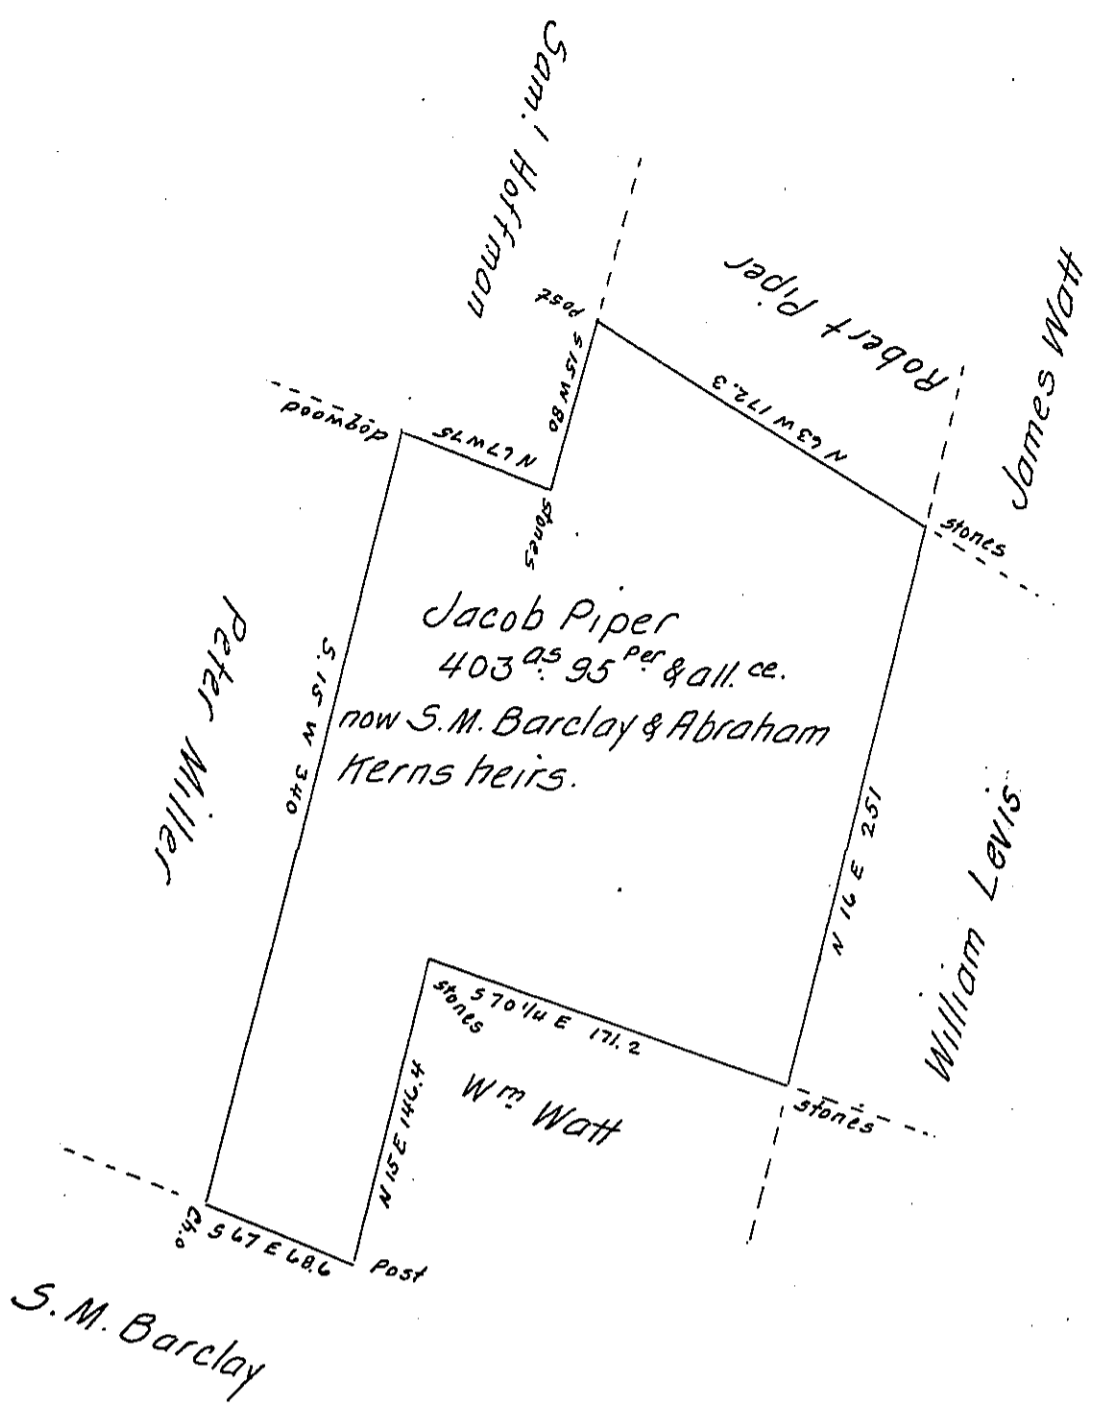 Sam.l Hoffman
Robert Piper
James Watt
post
S 15 W 80
N 63 W 172.3
dogwood
N 67 W 75
stones
stones
Jacob Piper
403 as. 95 per. & all.ce.
now S.M. Barclay & Abraham
Kerns heirs.
Peter Miller
S. 15 W 340
N 16 E 251
William Levis
stones
S 70 1/4 E 171.2
Wm Watt
stones
N 15 E 146.4
Ch.o
S 67 E 68.6
Post
S. M. Barclay